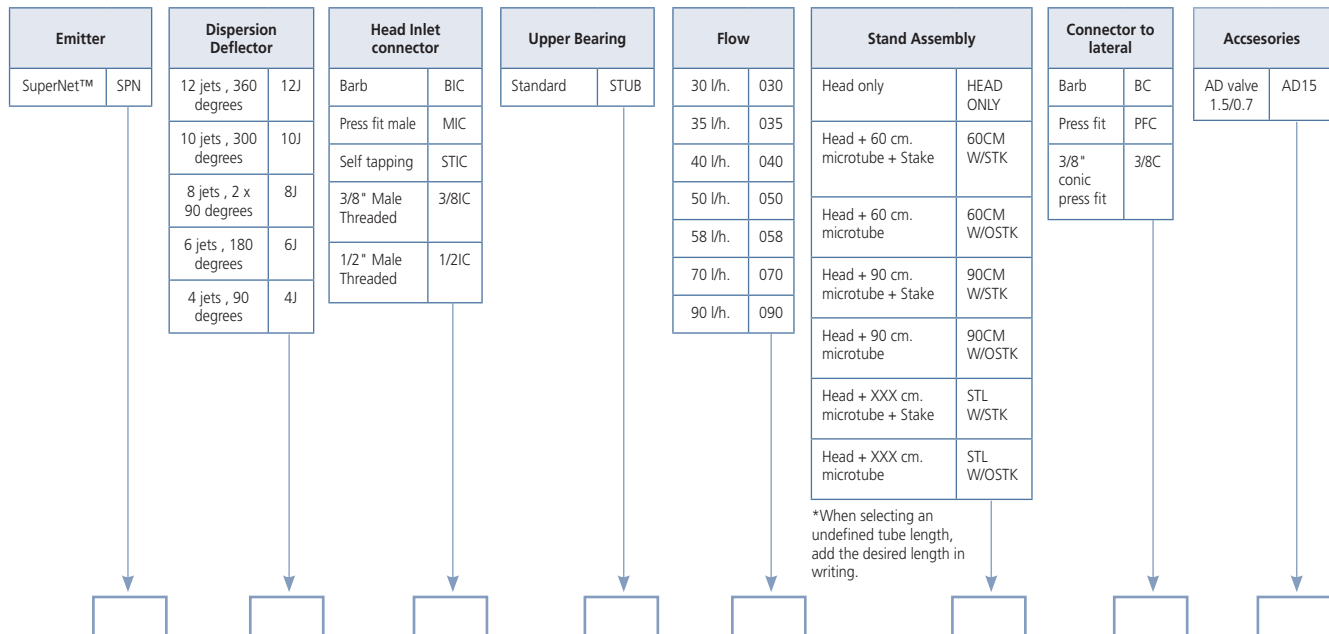 Emitter
SuperNet™ SPN
Dispersion
Deflector
12 jets , 360
degrees
12J
10 jets , 300
degrees
10J
8 jets , 2 x
90 degrees
8J
6 jets , 180
degrees
6J
4 jets , 90
degrees
4J
Head Inlet
connector
Barb BIC
Press fit male MIC
Self tapping STIC
3/8" Male
Threaded
3/8IC
1/2" Male
Threaded
1/2IC
Upper Bearing
Standard STUB
Flow
30 l/h. 030
35 l/h. 035
40 l/h. 040
50 l/h. 050
58 l/h. 058
70 l/h. 070
90 l/h. 090
Stand Assembly
Head only
HEAD
ONLY
Head + 60 cm.
microtube + Stake
60CM
W/STK
Head + 60 cm.
microtube
60CM
W/OSTK
Head + 90 cm.
microtube + Stake
90CM
W/STK
Head + 90 cm.
microtube
90CM
W/OSTK
Head + XXX cm.
microtube + Stake
STL
W/STK
Head + XXX cm.
microtube
STL
W/OSTK
*When selecting an
undefined tube length,
add the desired length in
writing.
Connector to
lateral
Barb BC
Press fit PFC
3/8"
conic
press fit
3/8C
Accsesories
AD valve
1.5/0.7
AD15